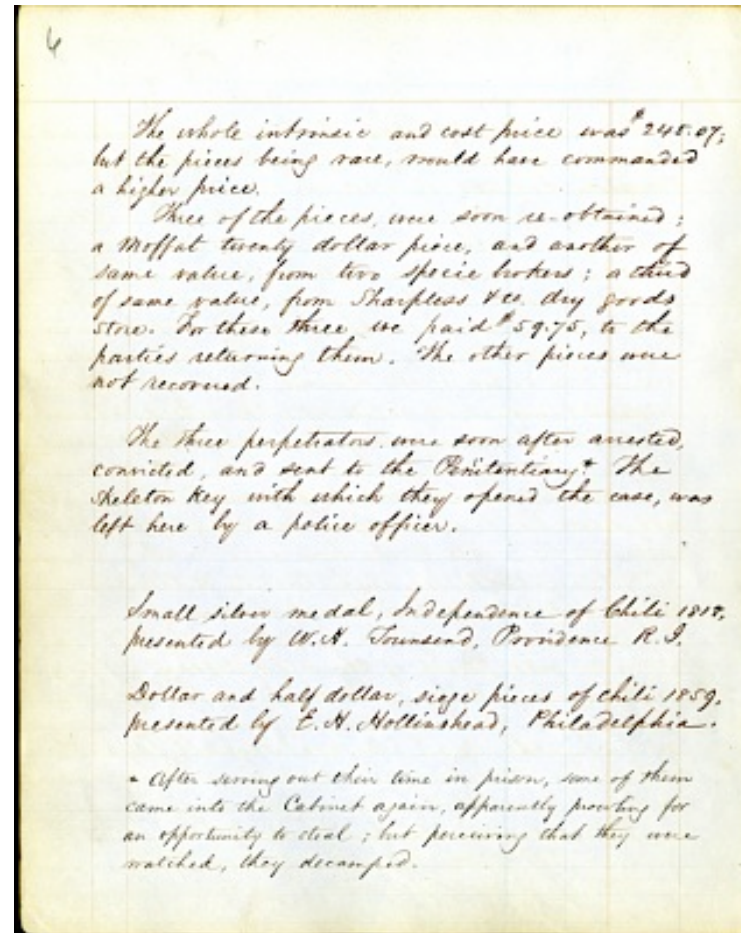 6
The whole intrinsic and cost price was $245.07;
but the pieces being rare, would have commanded
a higher price.
Three of the pieces, were soon re-obtained;
a Moffat twenty dollar piece, and another of
same value, from two specie brokers; a third
of same value, from Sharpless & co. dry goods
store. For these three we paid $59.75, to the
parties returning them. The other pieces were
not recovered.
The three perpetrators were soon after arrested,
convicted, and sent to the Penitentiary.* The
skeleton key with which they opened the case, was
left here by a police officer.
Small silver medal, Independence of Chili 1818,
presented by W.H. Townsend, Providence R.I.
Dollar and half dollar, siege pieces of Chili 1859,
presented by E.H. Hollinshead, Philadelphia.
* After serving out their time in prison, some of them
came into the Cabinet again, apparently prowling for
an opportunity to steal; but perceiving that they were
watched, they decamped.